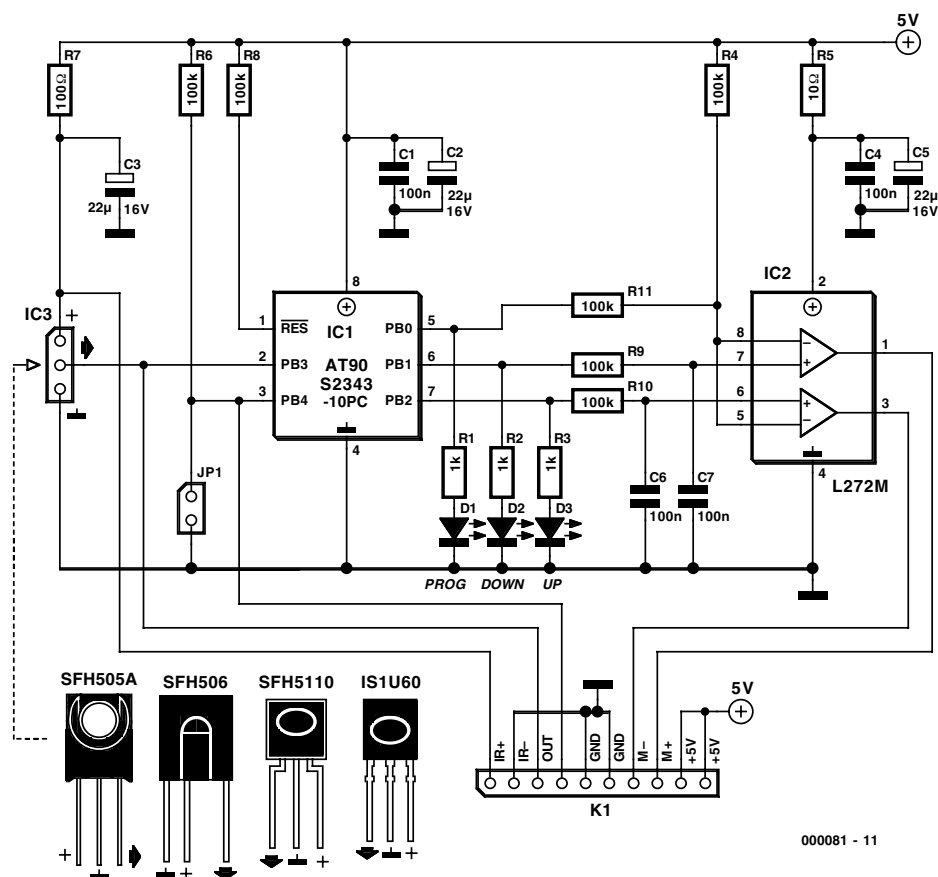 5V
R7
R6
R8
R4
R5
100Ω
100k
100k
100k
10Ω
C3
22µ
16V
C1
100n
C2
22µ
16V
C4
100n
C5
22µ
16V
IC3
+
8
IC1
AT90
S2343
-10PC
1
RES
2
PB3
3
PB4
PB0
5
PB1
6
PB2
7
4
R11
100k
R9
100k
R10
100k
IC2
2
8
7
6
5
−
+
+
−
1
3
4
L272M
JP1
R1
1k
R2
1k
R3
1k
D1
D2
D3
C6
100n
C7
100n
PROG
DOWN
UP
SFH505A
SFH506
SFH5110
IS1U60
+
+
+
+
5V
IR+
IR−
OUT
GND
GND
M−
M+
+5V
+5V
K1
000081 - 11